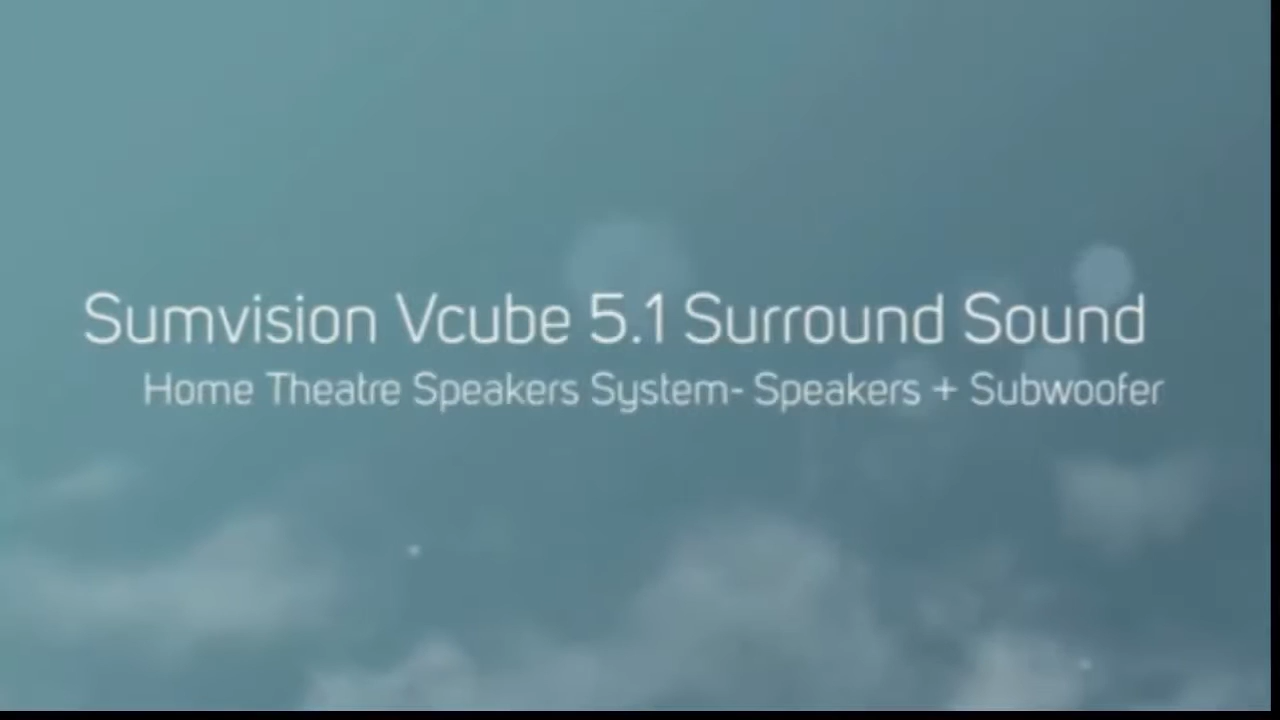 Sumvision Vcube 5.1 Surround Sound
Home Theatre Speakers System- Speakers + Subwoofer